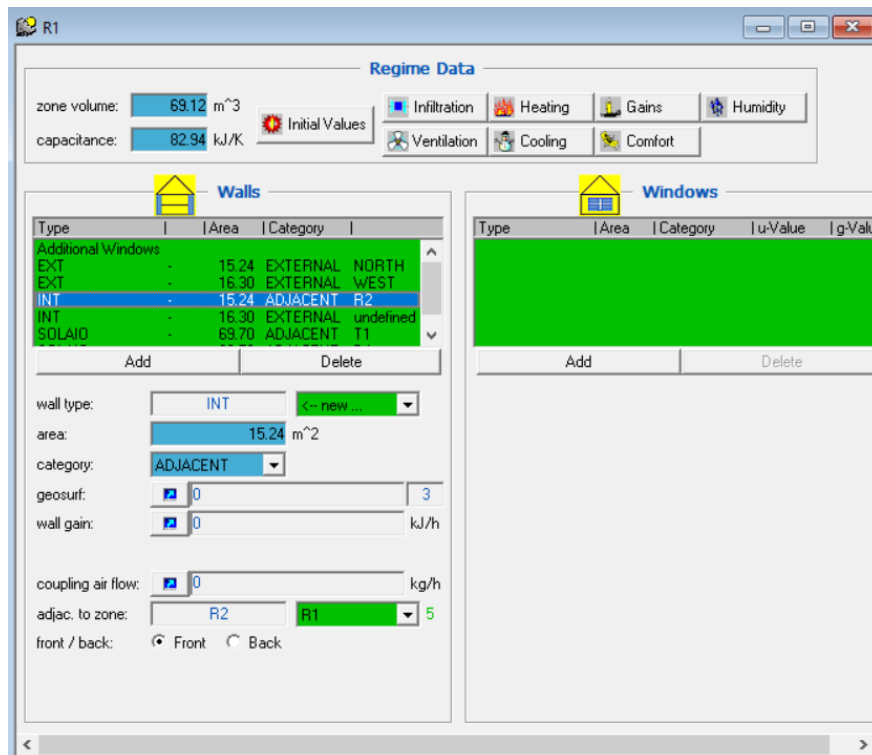 R1
Regime Data
zone volume: 69.12 m^3
capacitance: 82.94 kJ/K
Initial Values
Infiltration Heating Gains Humidity
Ventilation Cooling Comfort
Walls
Type | | Area | Category |
Additional Windows
EXT - 15.24 EXTERNAL NORTH
EXT - 16.30 EXTERNAL WEST
INT - 15.24 ADJACENT R2
INT - 16.30 EXTERNAL undefined
SOLAIO - 69.70 ADJACENT T1
Add Delete
wall type: INT <-- new ...
area: 15.24 m^2
category: ADJACENT
geosurf: 0 3
wall gain: 0 kJ/h
coupling air flow: 0 kg/h
adjac. to zone: R2 R1 5
front / back: Front Back
Windows
Type | Area | Category | u-Value | g-Valu
Add Delete